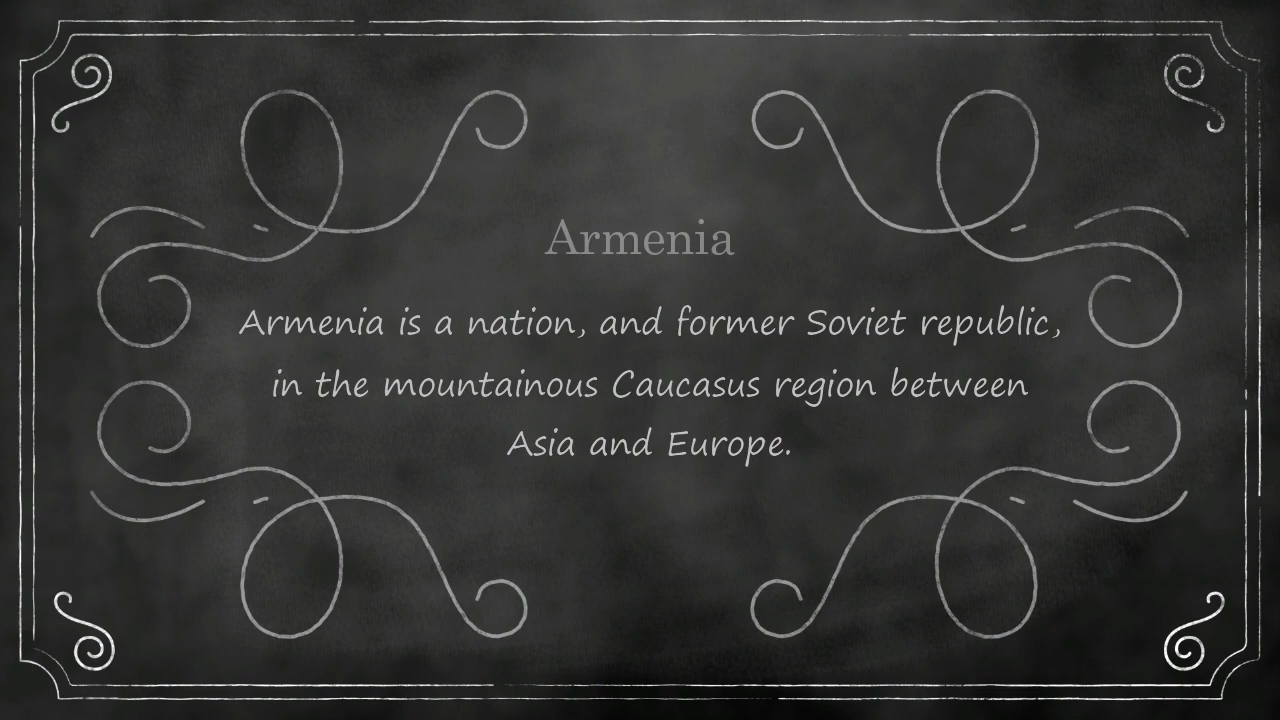 Armenia
Armenia is a nation, and former Soviet republic,
in the mountainous Caucasus region between
Asia and Europe.